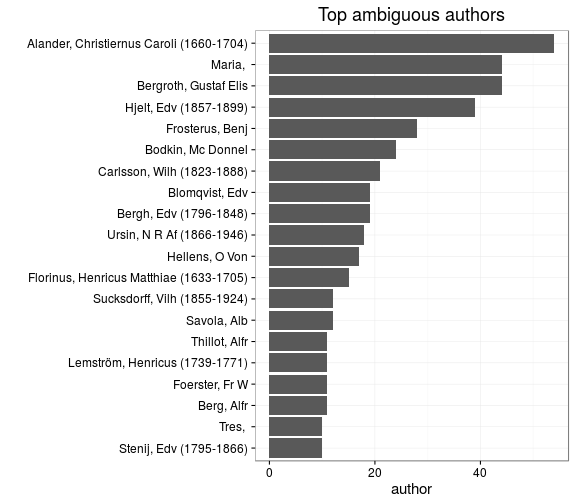 Top ambiguous authors
Alander, Christiernus Caroli (1660-1704)
Maria,
Bergroth, Gustaf Elis
Hjelt, Edv (1857-1899)
Frosterus, Benj
Bodkin, Mc Donnel
Carlsson, Wilh (1823-1888)
Blomqvist, Edv
Bergh, Edv (1796-1848)
Ursin, N R Af (1866-1946)
Hellens, O Von
Florinus, Henricus Matthiae (1633-1705)
Sucksdorff, Vilh (1855-1924)
Savola, Alb
Thillot, Alfr
Lemström, Henricus (1739-1771)
Foerster, Fr W
Berg, Alfr
Tres,
Stenij, Edv (1795-1866)
0 20 40
author